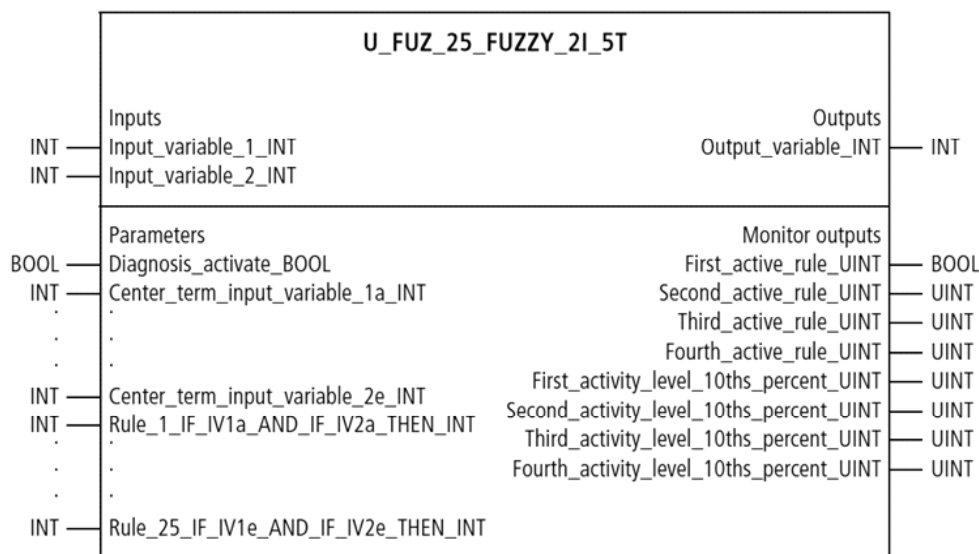 U_FUZ_25_FUZZY_2I_5T
Inputs Outputs
INT Input_variable_1_INT Output_variable_INT INT
INT Input_variable_2_INT
Parameters Monitor outputs
BOOL Diagnosis_activate_BOOL First_active_rule_UINT BOOL
INT Center_term_input_variable_1a_INT Second_active_rule_UINT UINT
. . Third_active_rule_UINT UINT
. . Fourth_active_rule_UINT UINT
. . First_activity_level_10ths_percent_UINT UINT
INT Center_term_input_variable_2e_INT Second_activity_level_10ths_percent_UINT UINT
INT Rule_1_IF_IV1a_AND_IF_IV2a_THEN_INT Third_activity_level_10ths_percent_UINT UINT
. . Fourth_activity_level_10ths_percent_UINT UINT
. .
. .
INT Rule_25_IF_IV1e_AND_IF_IV2e_THEN_INT